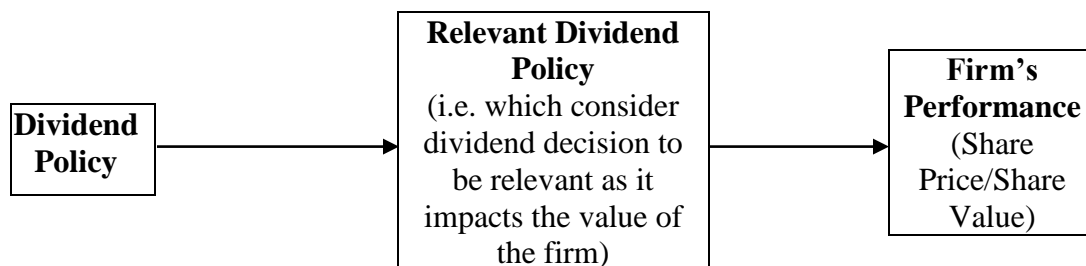 Dividend
Policy
Relevant Dividend
Policy
(i.e. which consider
dividend decision to
be relevant as it
impacts the value of
the firm)
Firm's
Performance
(Share
Price/Share
Value)